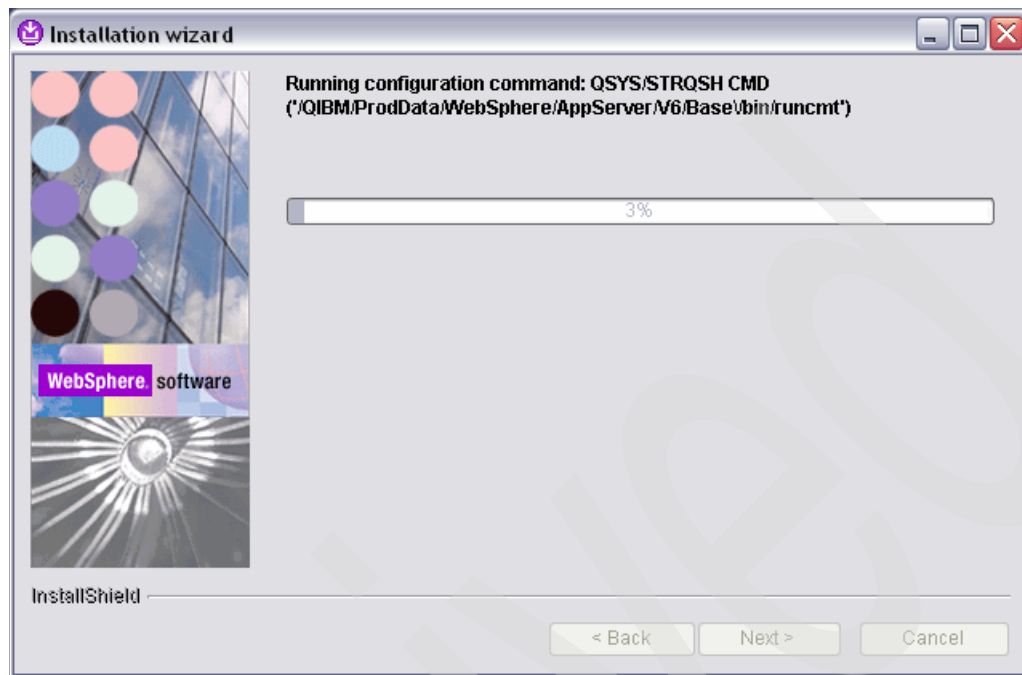 Installation wizard
Running configuration command: QSYS/STRQSH CMD
('/QIBM/ProdData/WebSphere/AppServer/V6/Base\/bin/runcmt')
3%
WebSphere. software
InstallShield
< Back
Next >
Cancel